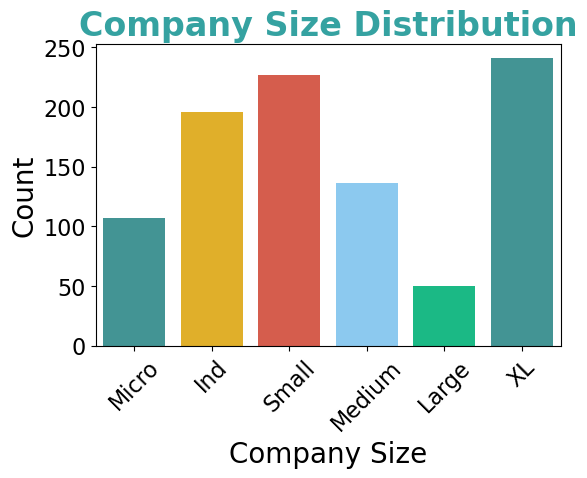 Company Size Distribution
Count
250
200
150
100
50
0
Micro
Ind
Small
Medium
Large
XL
Company Size